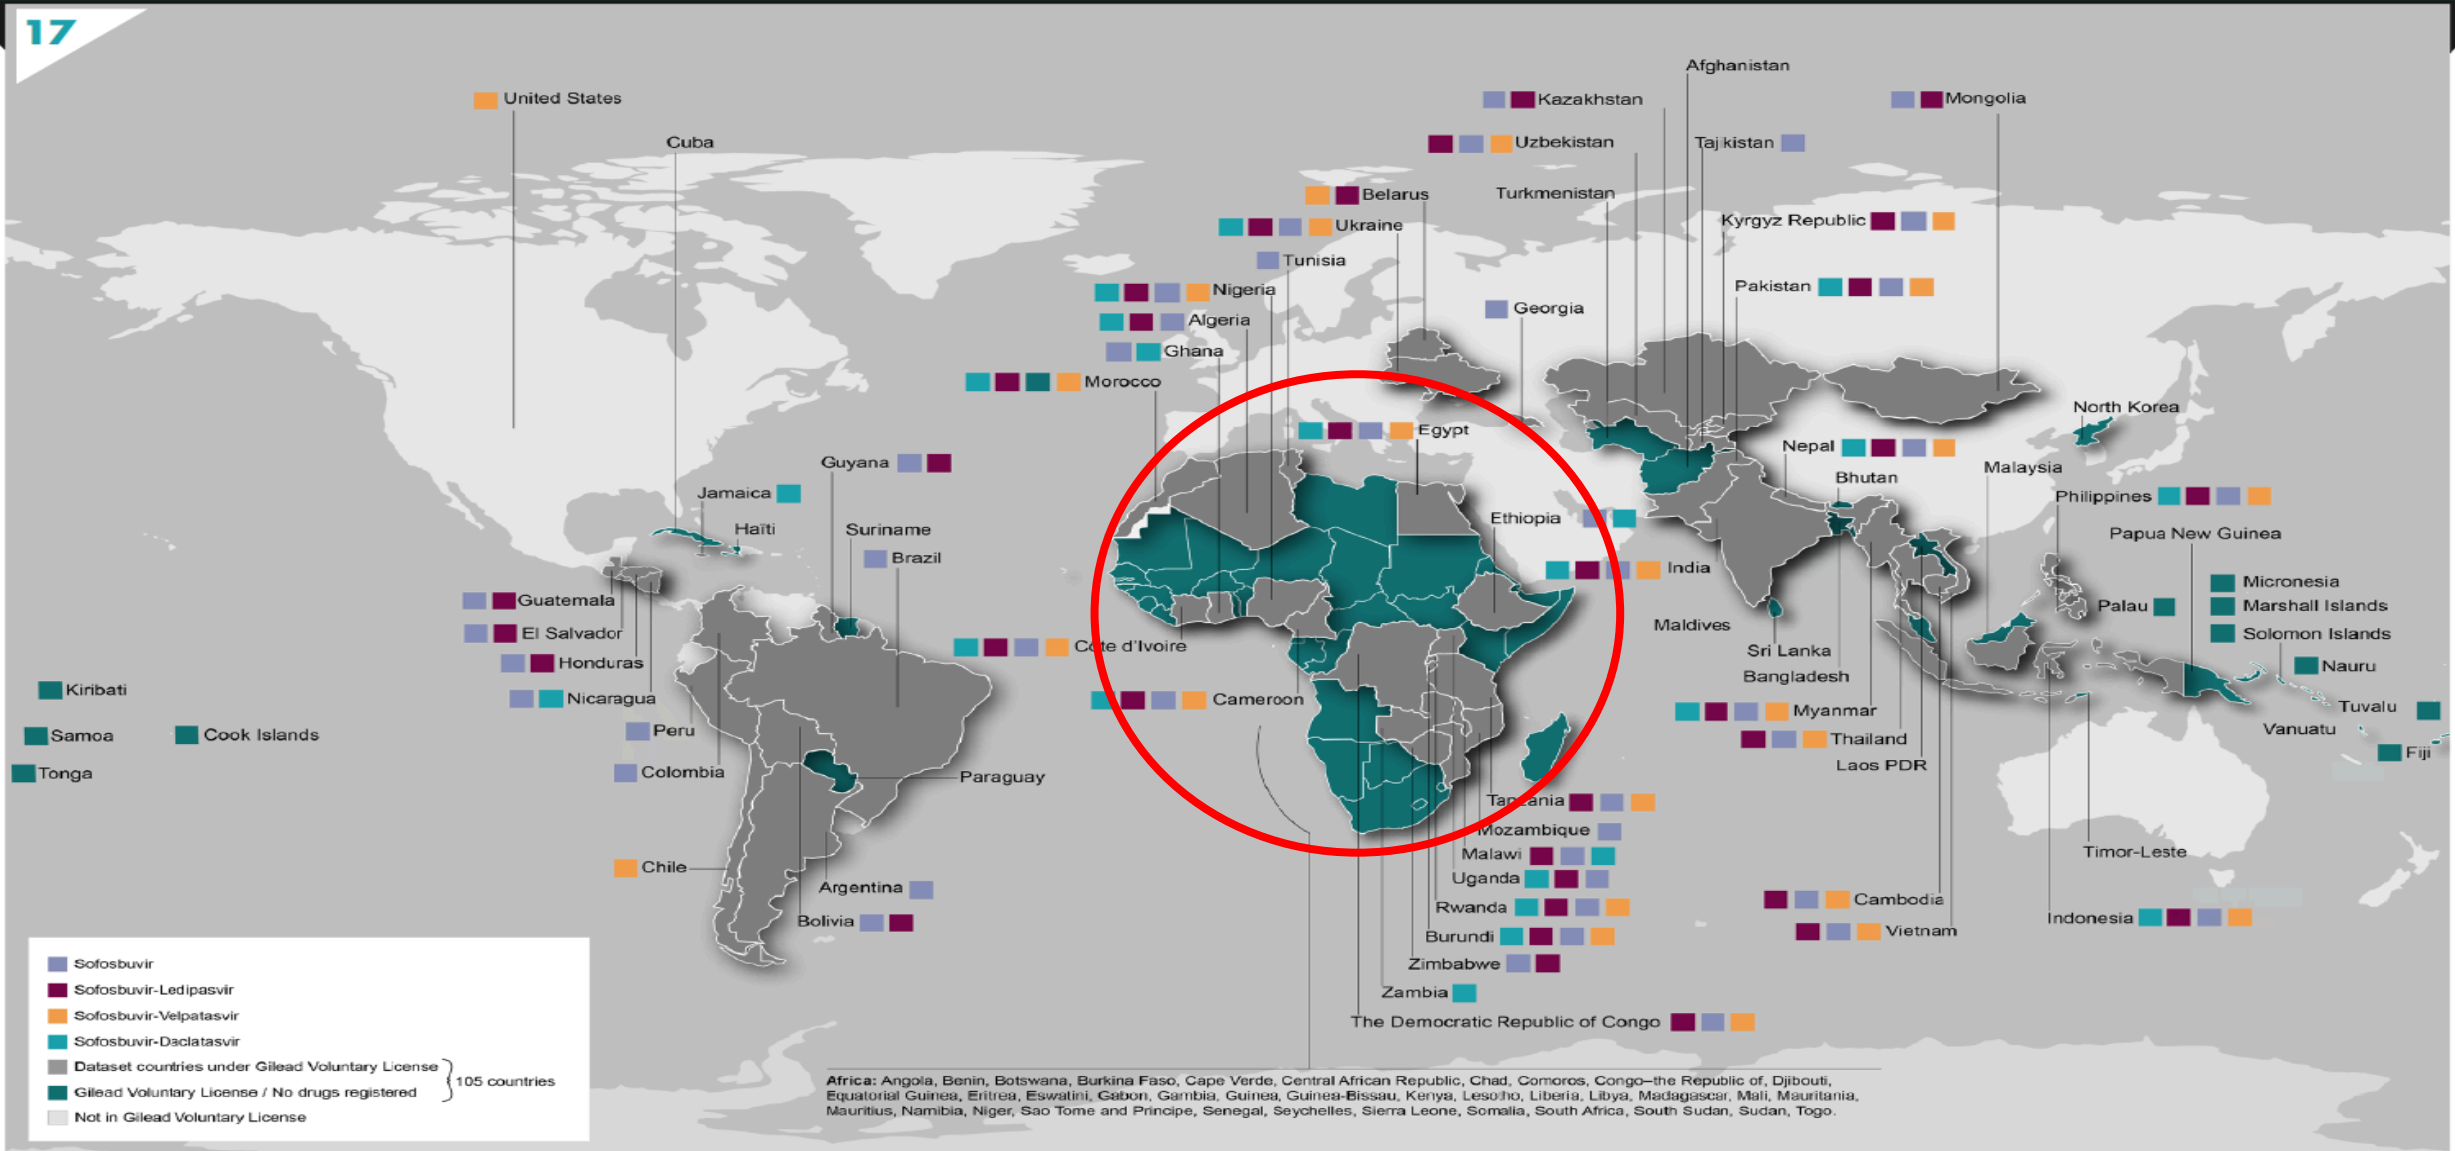 17
United States
Cuba
Afghanistan
Kazakhstan
Mongolia
Uzbekistan
Tajikistan
Belarus
Turkmenistan
Ukraine
Kyrgyz Republic
Tunisia
Nigeria
Pakistan
Algeria
Georgia
Ghana
Morocco
North Korea
Egypt
Nepal
Guyana
Malaysia
Bhutan
Jamaica
Philippines
Haïti
Suriname
Ethiopia
Papua New Guinea
Brazil
India
Micronesia
Guatemala
Palau
Marshall Islands
El Salvador
Maldives
Solomon Islands
Côte d'Ivoire
Sri Lanka
Honduras
Nauru
Bangladesh
Kiribati
Nicaragua
Cameroon
Myanmar
Tuvalu
Peru
Vanuatu
Samoa
Cook Islands
Thailand
Fiji
Laos PDR
Tonga
Colombia
Paraguay
Tanzania
Mozambique
Malawi
Timor-Leste
Chile
Uganda
Argentina
Cambodia
Rwanda
Indonesia
Bolivia
Vietnam
Burundi
Zimbabwe
Zambia
The Democratic Republic of Congo
Sofosbuvir
Sofosbuvir-Ledipasvir
Sofosbuvir-Velpatasvir
Sofosbuvir-Daclatasvir
Dataset countries under Gilead Voluntary License
Gilead Voluntary License / No drugs registered
105 countries
Not in Gilead Voluntary License
Africa: Angola, Benin, Botswana, Burkina Faso, Cape Verde, Central African Republic, Chad, Comoros, Congo–the Republic of, Djibouti,
Equatorial Guinea, Eritrea, Eswatini, Gabon, Gambia, Guinea, Guinea-Bissau, Kenya, Lesotho, Liberia, Libya, Madagascar, Mali, Mauritania,
Mauritius, Namibia, Niger, Sao Tome and Principe, Senegal, Seychelles, Sierra Leone, Somalia, South Africa, South Sudan, Sudan, Togo.